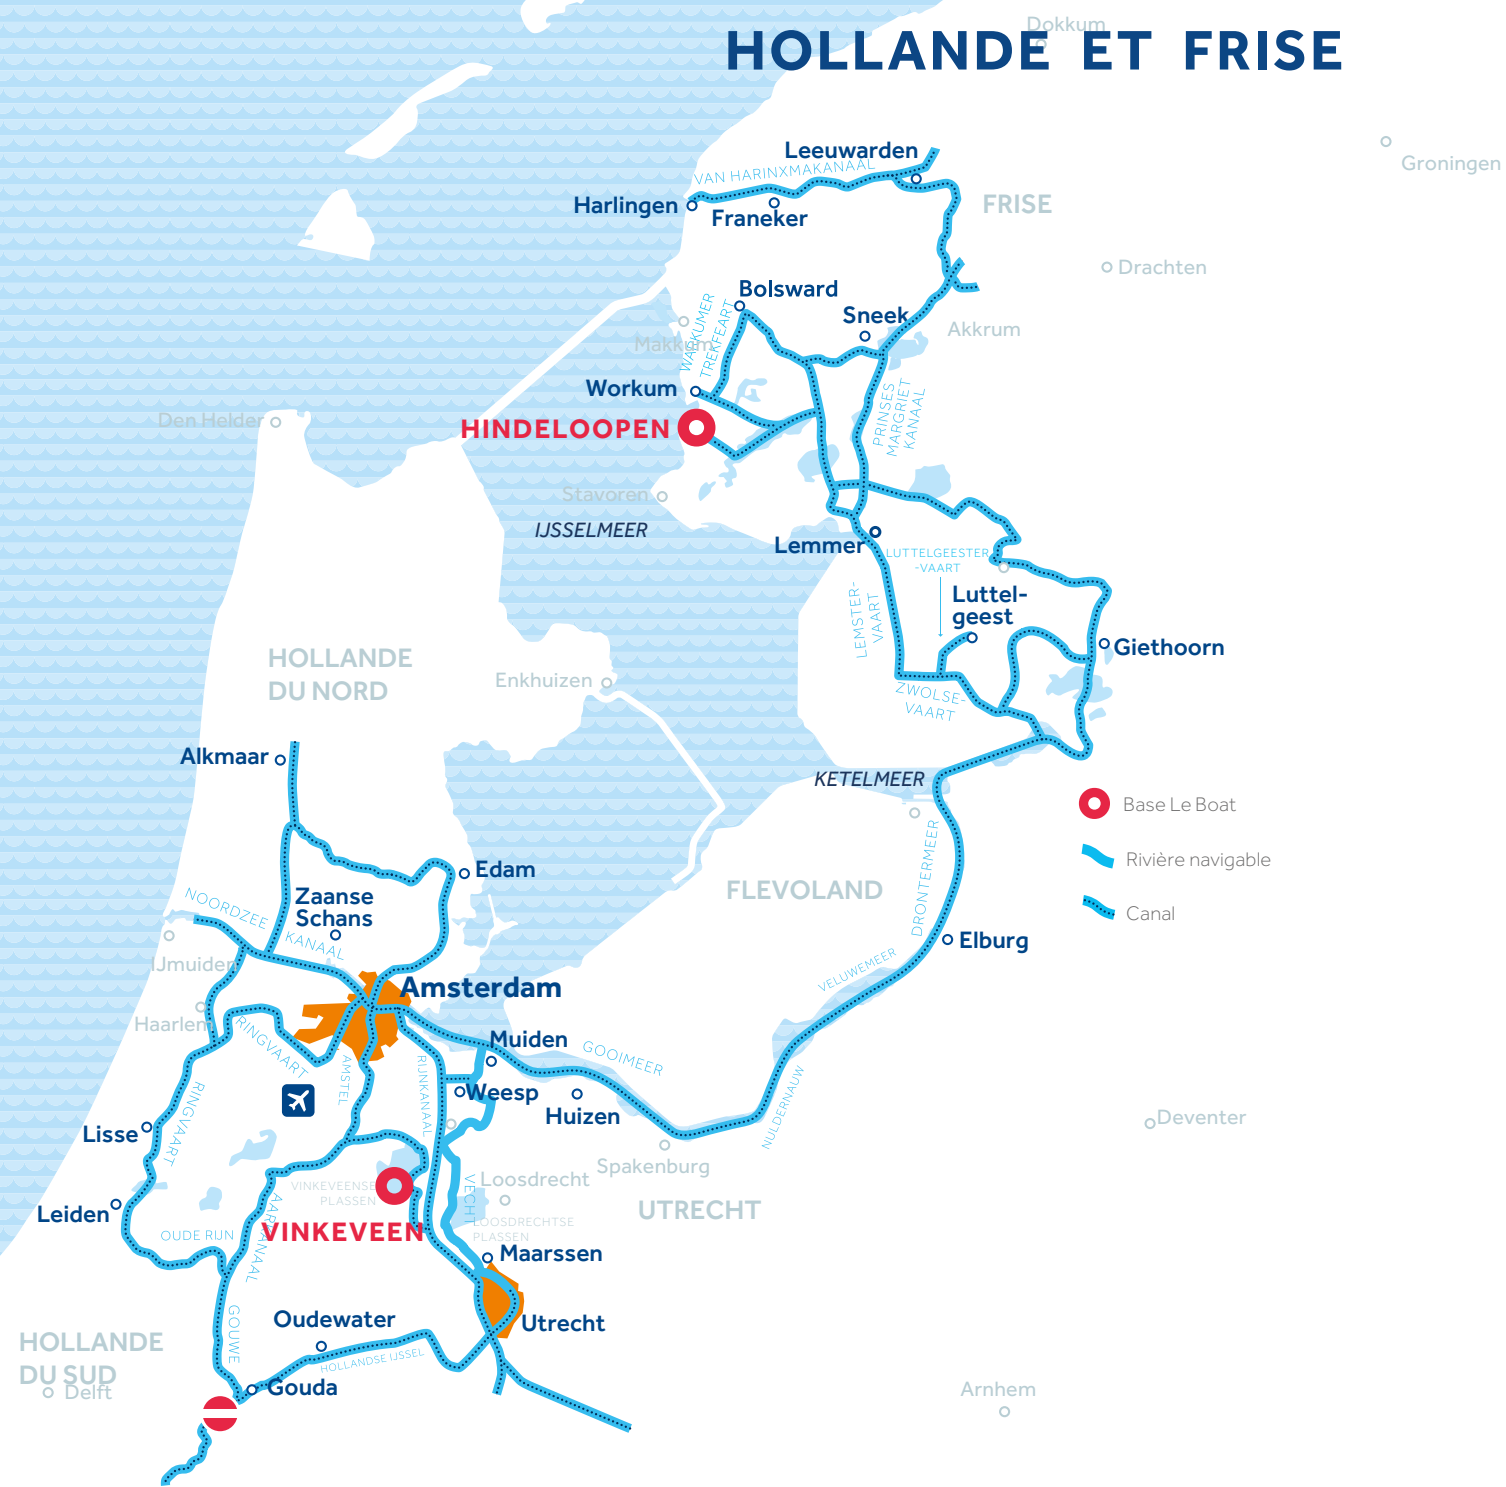 HOLLANDE ET FRISE
Dokkum
Groningen
Leeuwarden
VAN HARINXMAKANAAL
Harlingen
Franeker
FRISE
Drachten
Bolsward
Sneek
Akkrum
Makkum
WARKUMER
TREKFEART
Workum
PRINSES
MARGRIET
KANAAL
Den Helder
HINDELOOPEN
Stavoren
IJSSELMEER
Lemmer
LUTTELGEESTER
-VAART
Luttel-
geest
LEMSTER-
VAART
Giethoorn
HOLLANDE
DU NORD
Enkhuizen
ZWOLSE-
VAART
Alkmaar
KETELMEER
Base Le Boat
Rivière navigable
Canal
Edam
Zaanse
Schans
FLEVOLAND
DRONTERMEER
NOORDZEE
KANAAL
Elburg
IJmuiden
VELUWEMEER
Amsterdam
Haarlem
RINGVAART
Muiden
GOOIMEER
AMSTEL
RIJNKANAAL
Weesp
Huizen
NULDERNAUW
RINGVAART
Lisse
Deventer
Spakenburg
Loosdrecht
VINKEVEENSE
PLASSEN
VECHT
UTRECHT
Leiden
LOOSDRECHTSE
PLASSEN
OUDE RIJN
AARKANAAL
VINKEVEEN
Maarssen
GOUWE
Oudewater
Utrecht
HOLLANDE
DU SUD
HOLLANDSE IJSSEL
Delft
Gouda
Arnhem